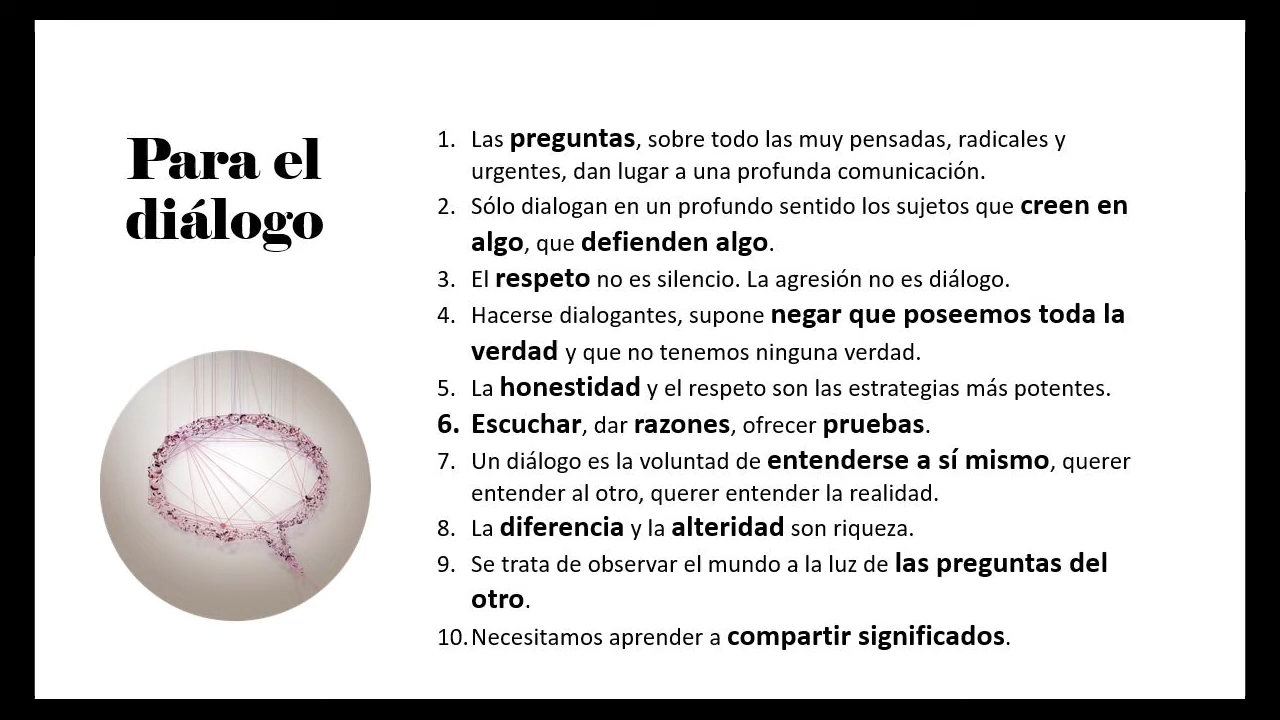 Para el
diálogo
1. Las preguntas, sobre todo las muy pensadas, radicales y
urgentes, dan lugar a una profunda comunicación.
2. Sólo dialogan en un profundo sentido los sujetos que creen en
algo, que defienden algo.
3. El respeto no es silencio. La agresión no es diálogo.
4. Hacerse dialogantes, supone negar que poseemos toda la
verdad y que no tenemos ninguna verdad.
5. La honestidad y el respeto son las estrategias más potentes.
6. Escuchar, dar razones, ofrecer pruebas.
7. Un diálogo es la voluntad de entenderse a sí mismo, querer
entender al otro, querer entender la realidad.
8. La diferencia y la alteridad son riqueza.
9. Se trata de observar el mundo a la luz de las preguntas del
otro.
10. Necesitamos aprender a compartir significados.